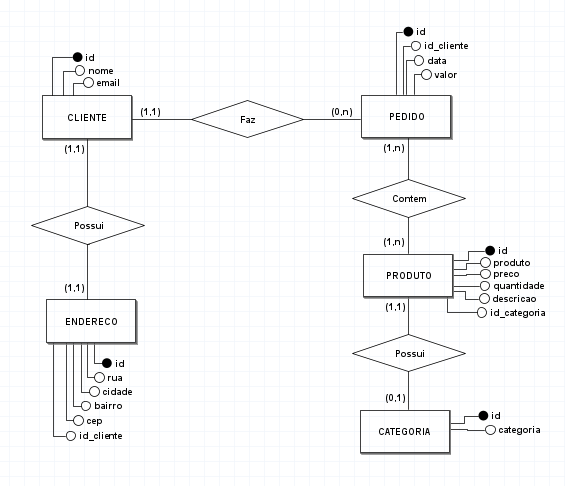 id
nome
email
CLIENTE
(1,1)
Faz
(0,n)
id
id_cliente
data
valor
PEDIDO
(1,1)
Possui
(1,1)
ENDERECO
id
rua
cidade
bairro
cep
id_cliente
(1,n)
Contem
(1,n)
PRODUTO
id
produto
preco
quantidade
descricao
id_categoria
(1,1)
Possui
(0,1)
CATEGORIA
id
categoria